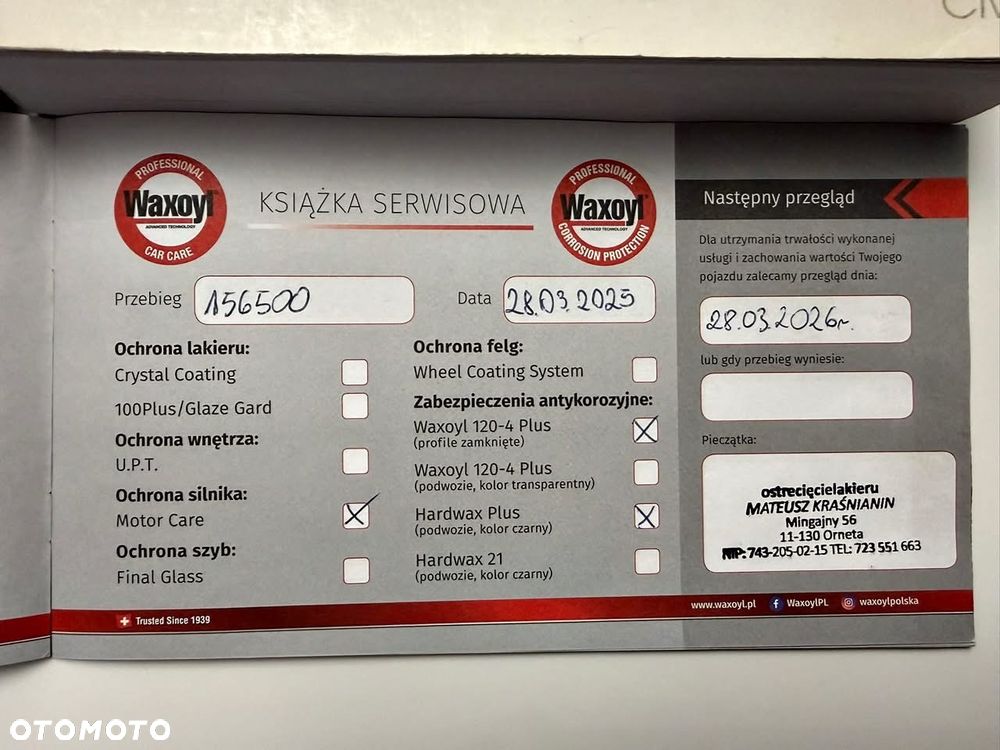 PROFESSIONAL
Waxoyl
ADVANCED TECHNOLOGY
CAR CARE
KSIĄŻKA SERWISOWA
PROFESSIONAL
Waxoyl
ADVANCED TECHNOLOGY
CORROSION PROTECTION
Przebieg 156500
Data 28.03.2025
Ochrona lakieru:
Crystal Coating
100Plus/Glaze Gard
Ochrona wnętrza:
U.P.T.
Ochrona silnika:
Motor Care
Ochrona szyb:
Final Glass
Ochrona felg:
Wheel Coating System
Zabezpieczenia antykorozyjne:
Waxoyl 120-4 Plus
(profile zamknięte)
Waxoyl 120-4 Plus
(podwozie, kolor transparentny)
Hardwax Plus
(podwozie, kolor czarny)
Hardwax 21
(podwozie, kolor czarny)
Następny przegląd
Dla utrzymania trwałości wykonanej
usługi i zachowania wartości Twojego
pojazdu zalecamy przegląd dnia:
28.03.2026r.
lub gdy przebieg wyniesie:
Pieczątka:
ostrecięcielakieru
MATEUSZ KRAŚNIANIN
Mingajny 56
11-130 Orneta
NIP: 743-205-02-15 TEL: 723 551 663
Trusted Since 1939
www.waxoyl.pl WaxoylPL waxoylpolska
OTOMOTO